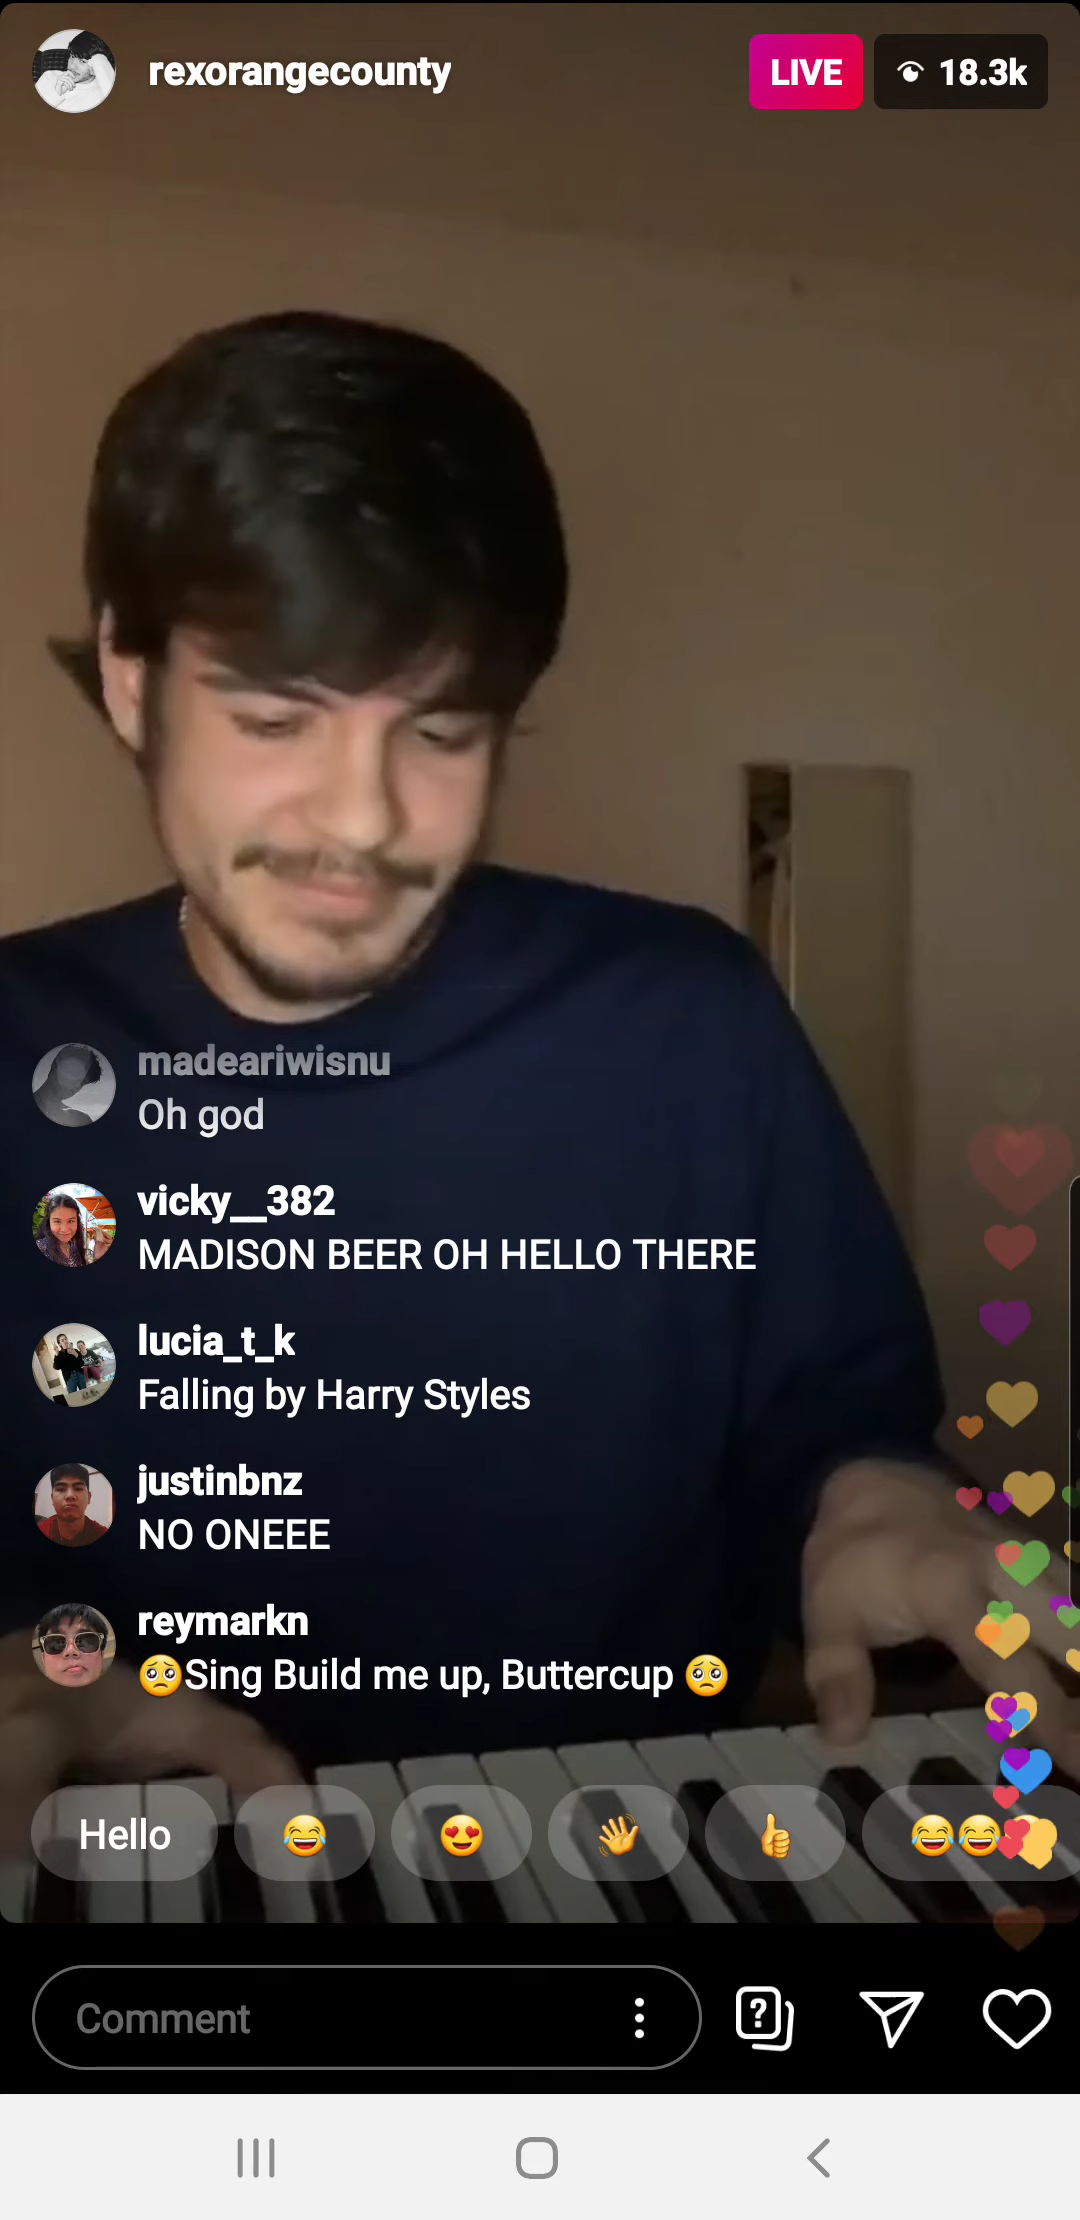 rexorangecounty
LIVE
18.3k
madeariwisnu
Oh god
vicky__382
MADISON BEER OH HELLO THERE
lucia_t_k
Falling by Harry Styles
justinbnz
NO ONEEE
reymarkn
🥺Sing Build me up, Buttercup 🥺
Hello
😂
😍
👋
👍
😂😂
Comment